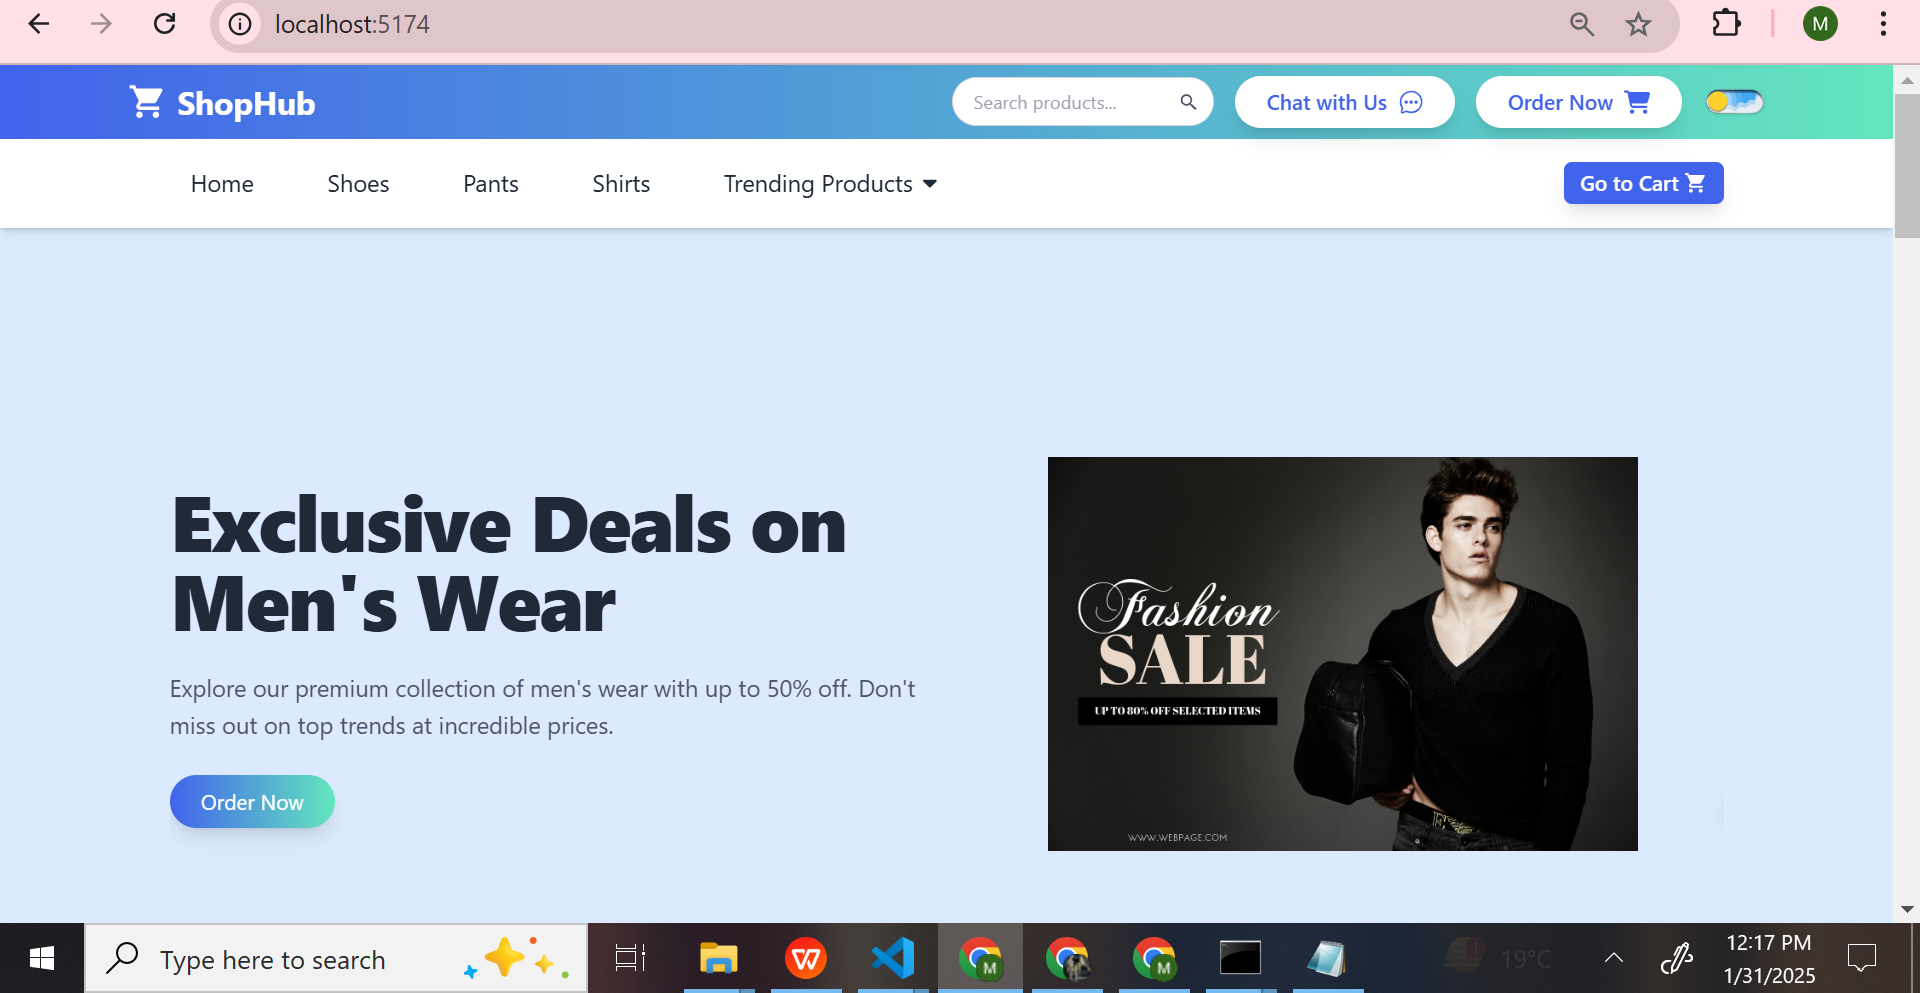 localhost:5174
M
ShopHub
Search products...
Chat with Us
Order Now
Home
Shoes
Pants
Shirts
Trending Products
Go to Cart
Exclusive Deals on
Men's Wear
Explore our premium collection of men's wear with up to 50% off. Don't
miss out on top trends at incredible prices.
Order Now
Fashion
SALE
UP TO 80% OFF SELECTED ITEMS
WWW.WEBPAGE.COM
Type here to search
W
M
M
1
19°C
12:17 PM
1/31/2025